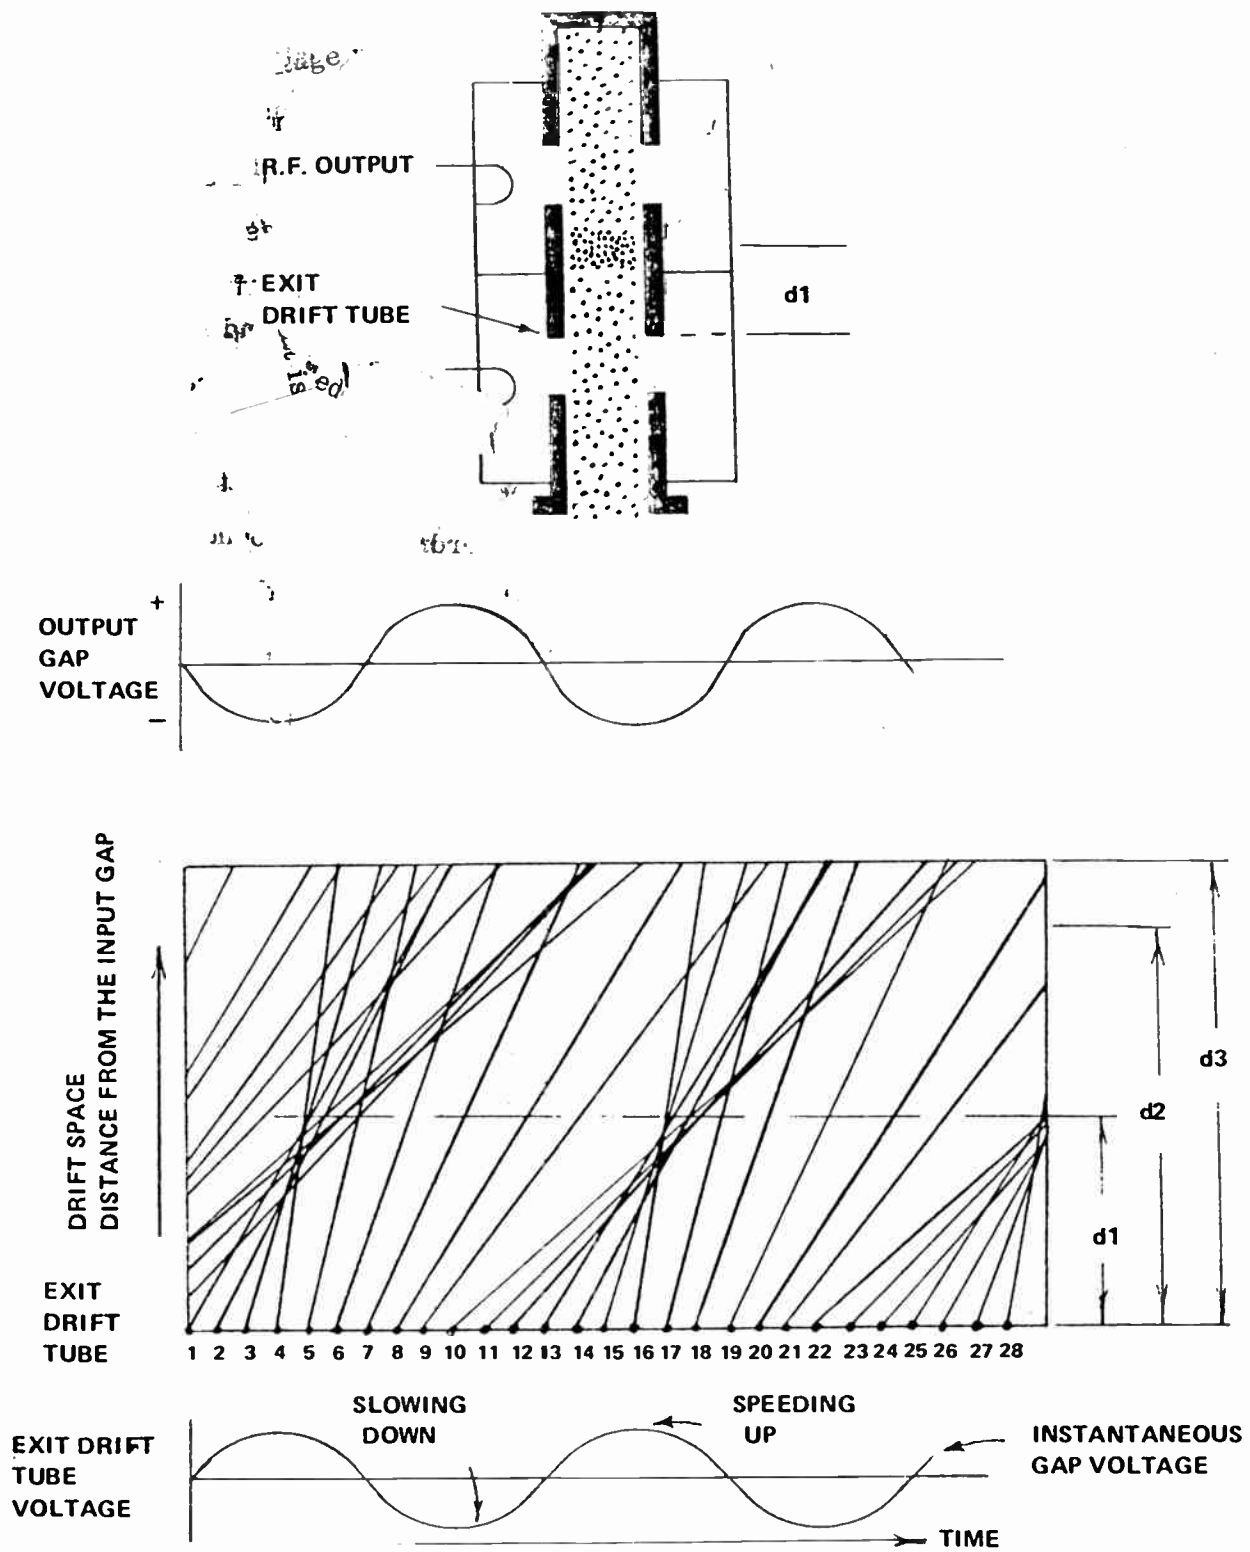 R.F. OUTPUT
EXIT
DRIFT TUBE
d1
ed
+
OUTPUT
GAP
VOLTAGE
−
DRIFT SPACE
DISTANCE FROM THE INPUT GAP
d3
d2
d1
EXIT
DRIFT
TUBE
1 2 3 4 5 6 7 8 9 10 11 12 13 14 15 16 17 18 19 20 21 22 23 24 25 26 27 28
SLOWING
DOWN
SPEEDING
UP
EXIT DRIFT
TUBE
VOLTAGE
INSTANTANEOUS
GAP VOLTAGE
TIME